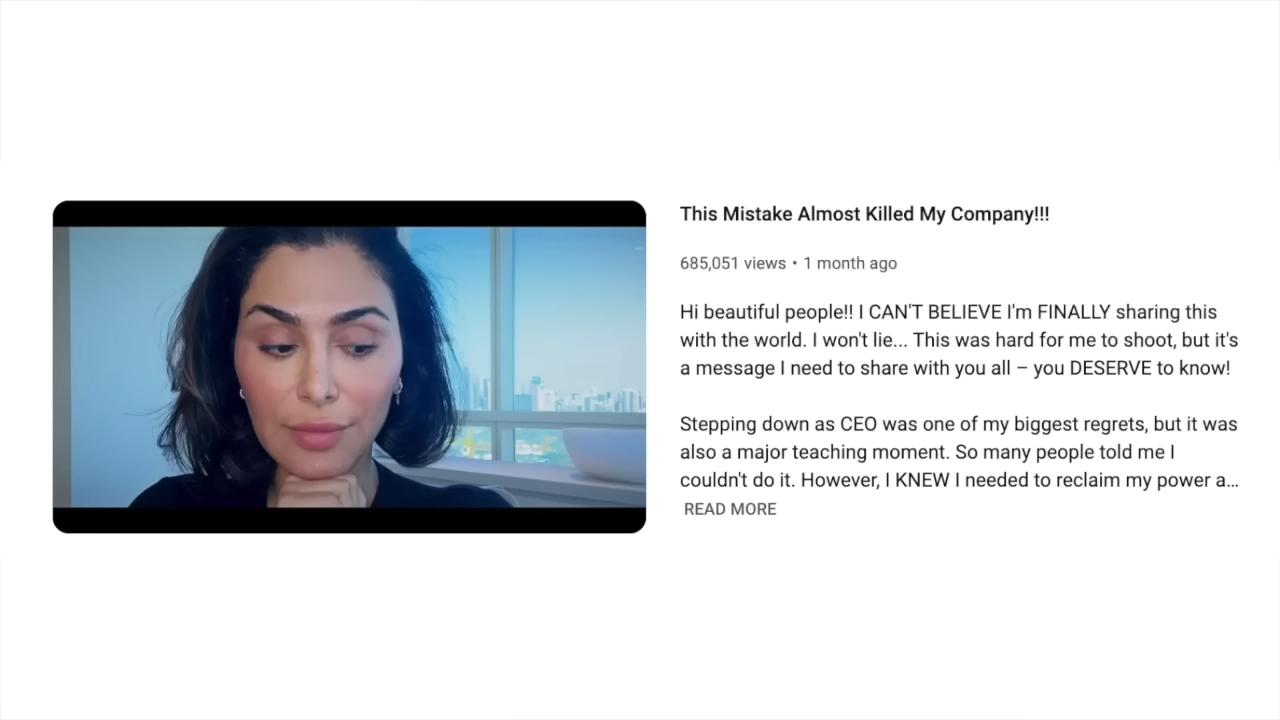 This Mistake Almost Killed My Company!!!
685,051 views • 1 month ago
Hi beautiful people!! I CAN'T BELIEVE I'm FINALLY sharing this
with the world. I won't lie... This was hard for me to shoot, but it's
a message I need to share with you all – you DESERVE to know!
Stepping down as CEO was one of my biggest regrets, but it was
also a major teaching moment. So many people told me I
couldn't do it. However, I KNEW I needed to reclaim my power a...
READ MORE